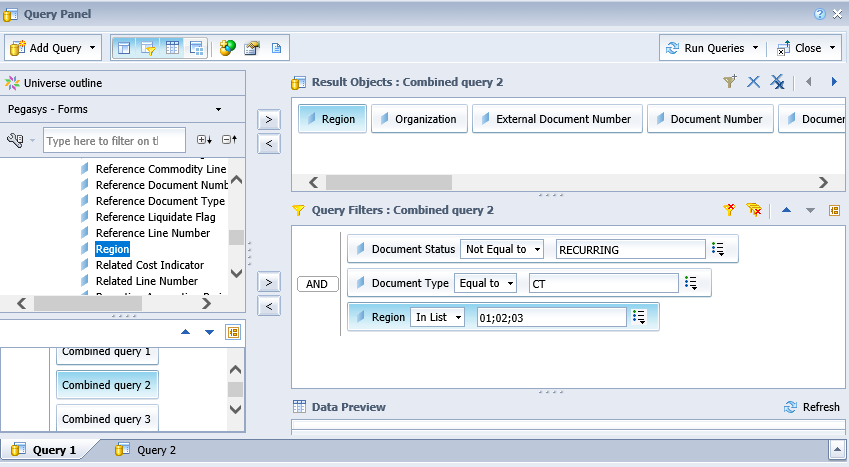 Query Panel
Add Query
Run Queries
Close
Universe outline
Pegasys - Forms
Type here to filter on tl
Reference Commodity Line
Reference Document Numb
Reference Document Type
Reference Liquidate Flag
Reference Line Number
Region
Related Cost Indicator
Related Line Number
Combined query 1
Combined query 2
Combined query 3
Result Objects : Combined query 2
Region Organization External Document Number Document Number Documen
Query Filters : Combined query 2
Document Status Not Equal to RECURRING
AND
Document Type Equal to CT
Region In List 01;02;03
Data Preview
Refresh
Query 1
Query 2